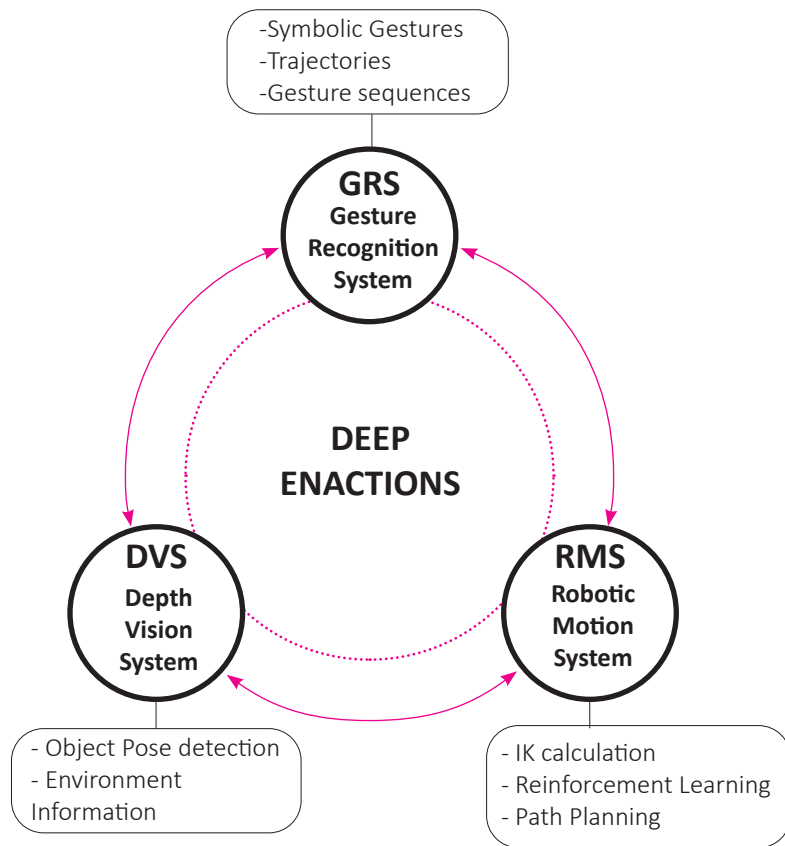 -Symbolic Gestures
-Trajectories
-Gesture sequences
GRS
Gesture
Recognition
System
DEEP
ENACTIONS
DVS
Depth
Vision
System
RMS
Robotic
Motion
System
- Object Pose detection
- Environment
Information
- IK calculation
- Reinforcement Learning
- Path Planning